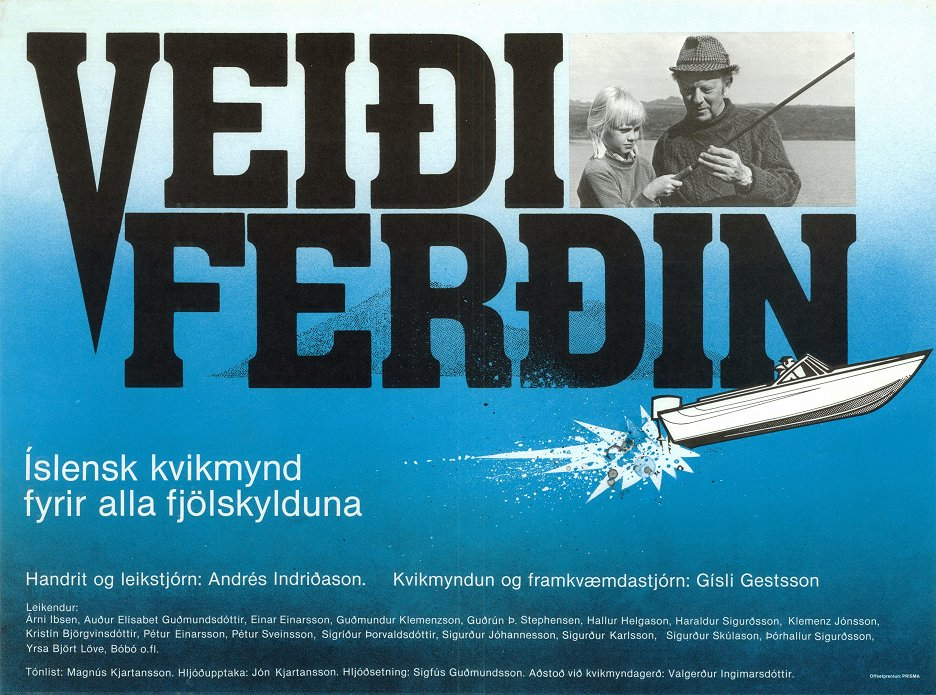 VEIÐI
FERÐIN
Íslensk kvikmynd
fyrir alla fjölskylduna
Handrit og leikstjórn: Andrés Indriðason. Kvikmyndun og framkvæmdastjórn: Gísli Gestsson
Leikendur:
Árni Ibsen, Auður Elísabet Guðmundsdóttir, Einar Einarsson, Guðmundur Klemenzson, Guðrún Þ. Stephensen, Hallur Helgason, Haraldur Sigurðsson, Klemenz Jónsson,
Kristín Björgvinsdóttir, Pétur Einarsson, Pétur Sveinsson, Sigríður Þorvaldsdóttir, Sigurður Jóhannesson, Sigurður Karlsson, Sigurður Skúlason, Þórhallur Sigurðsson,
Yrsa Björt Löve, Bóbó o.fl.
Tónlist: Magnús Kjartansson. Hljóðupptaka: Jón Kjartansson. Hljóðsetning: Sigfús Guðmundsson. Aðstoð við kvikmyndagerð: Valgerður Ingimarsdóttir.
Offsetprentun: PRISMA